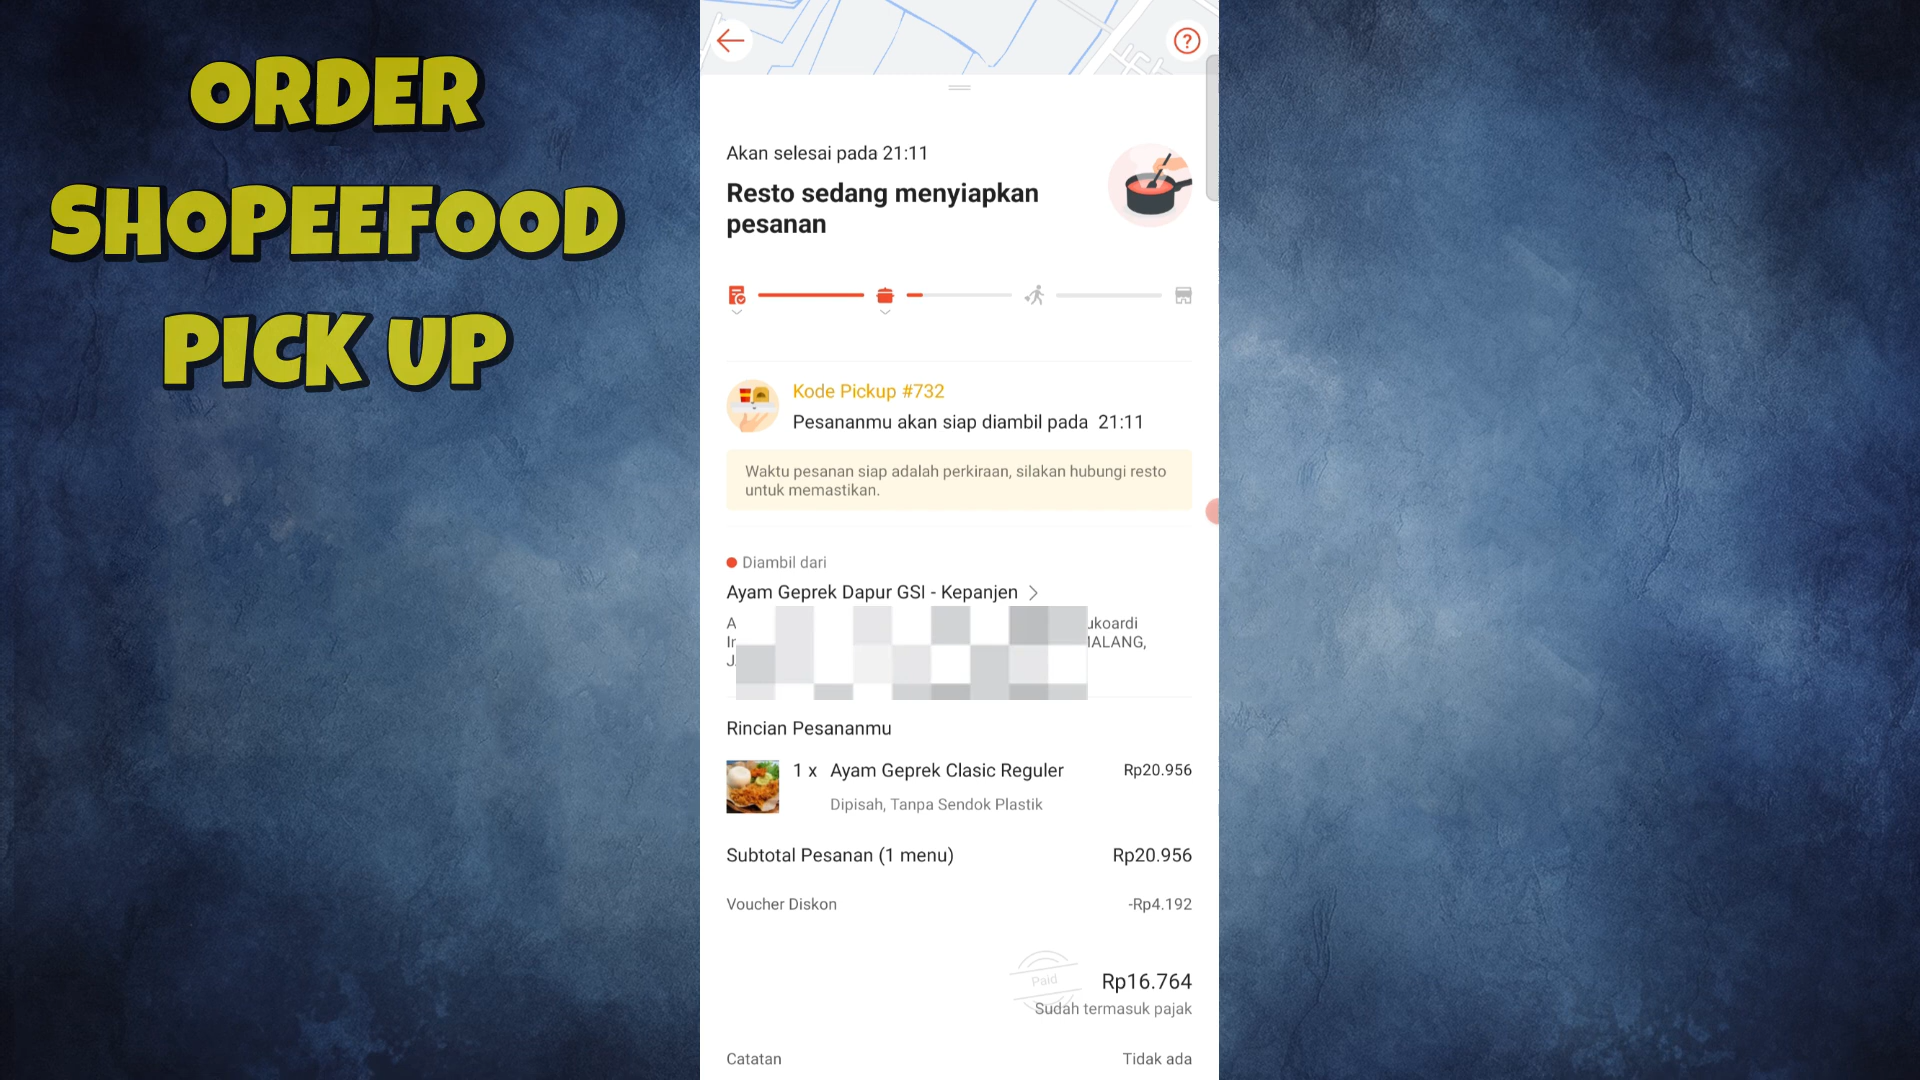 ORDER
SHOPEEFOOD
PICK UP
Akan selesai pada 21:11
Resto sedang menyiapkan
pesanan
Kode Pickup #732
Pesananmu akan siap diambil pada 21:11
Waktu pesanan siap adalah perkiraan, silakan hubungi resto
untuk memastikan.
Diambil dari
Ayam Geprek Dapur GSI - Kepanjen
Rincian Pesananmu
1 x Ayam Geprek Clasic Reguler Rp20.956
Dipisah, Tanpa Sendok Plastik
Subtotal Pesanan (1 menu) Rp20.956
Voucher Diskon -Rp4.192
Paid Rp16.764
Sudah termasuk pajak
Catatan Tidak ada